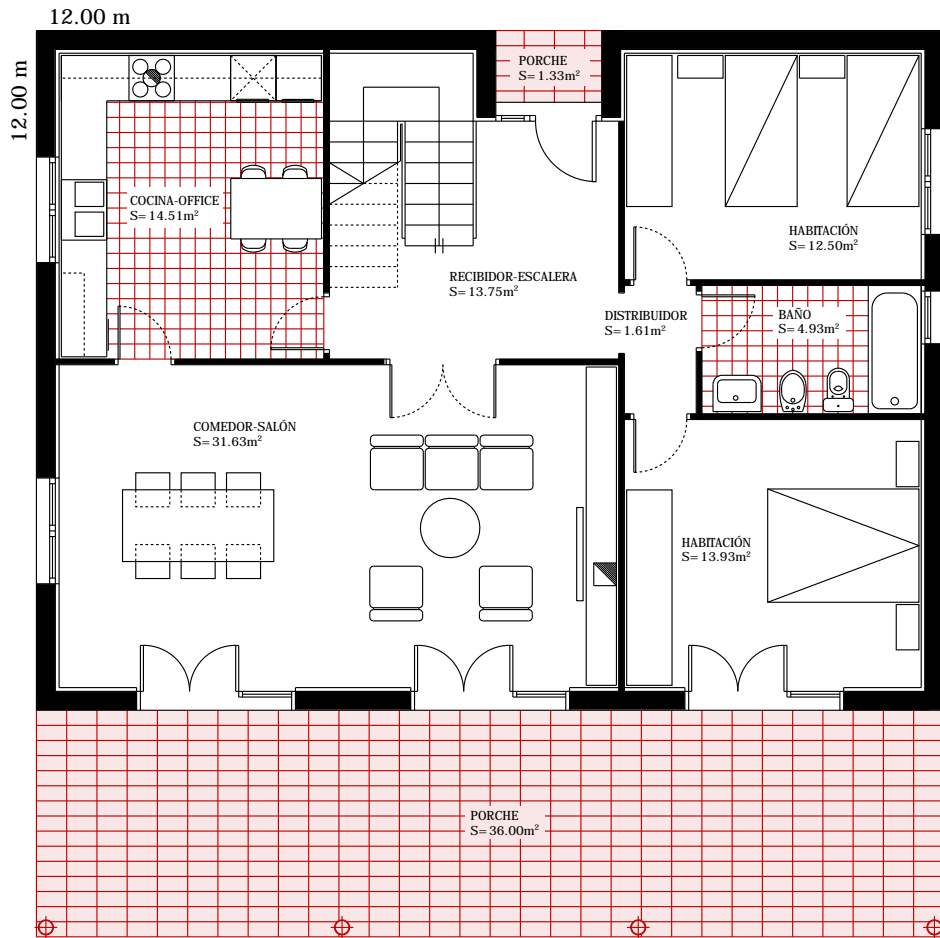 12.00 m
12.00 m
PORCHE
S=1.33m²
COCINA-OFFICE
S=14.51m²
HABITACIÓN
S=12.50m²
RECIBIDOR-ESCALERA
S=13.75m²
DISTRIBUIDOR
S=1.61m²
BAÑO
S=4.93m²
COMEDOR-SALÓN
S=31.63m²
HABITACIÓN
S=13.93m²
PORCHE
S=36.00m²